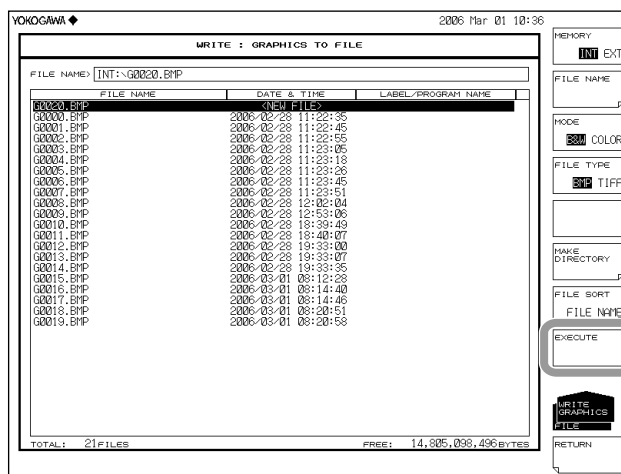 YOKOGAWA ◆ 2006 Mar 01 10:36
WRITE : GRAPHICS TO FILE
FILE NAME> INT:\G0020.BMP
FILE NAME DATE & TIME LABEL/PROGRAM NAME
G0020.BMP <NEW FILE>
G0000.BMP 2006/02/28 11:22:35
G0001.BMP 2006/02/28 11:22:45
G0002.BMP 2006/02/28 11:22:55
G0003.BMP 2006/02/28 11:23:05
G0004.BMP 2006/02/28 11:23:18
G0005.BMP 2006/02/28 11:23:26
G0006.BMP 2006/02/28 11:23:45
G0007.BMP 2006/02/28 11:23:51
G0008.BMP 2006/02/28 12:02:04
G0009.BMP 2006/02/28 12:53:06
G0010.BMP 2006/02/28 18:39:49
G0011.BMP 2006/02/28 18:40:07
G0012.BMP 2006/02/28 19:33:00
G0013.BMP 2006/02/28 19:33:07
G0014.BMP 2006/02/28 19:33:35
G0015.BMP 2006/03/01 08:12:28
G0016.BMP 2006/03/01 08:14:40
G0017.BMP 2006/03/01 08:14:46
G0018.BMP 2006/03/01 08:20:51
G0019.BMP 2006/03/01 08:20:58
TOTAL: 21FILES FREE: 14,805,098,496BYTES
MEMORY
INT EXT
FILE NAME
MODE
B&W COLOR
FILE TYPE
BMP TIFF
MAKE
DIRECTORY
FILE SORT
FILE NAME
EXECUTE
WRITE
GRAPHICS
FILE
RETURN